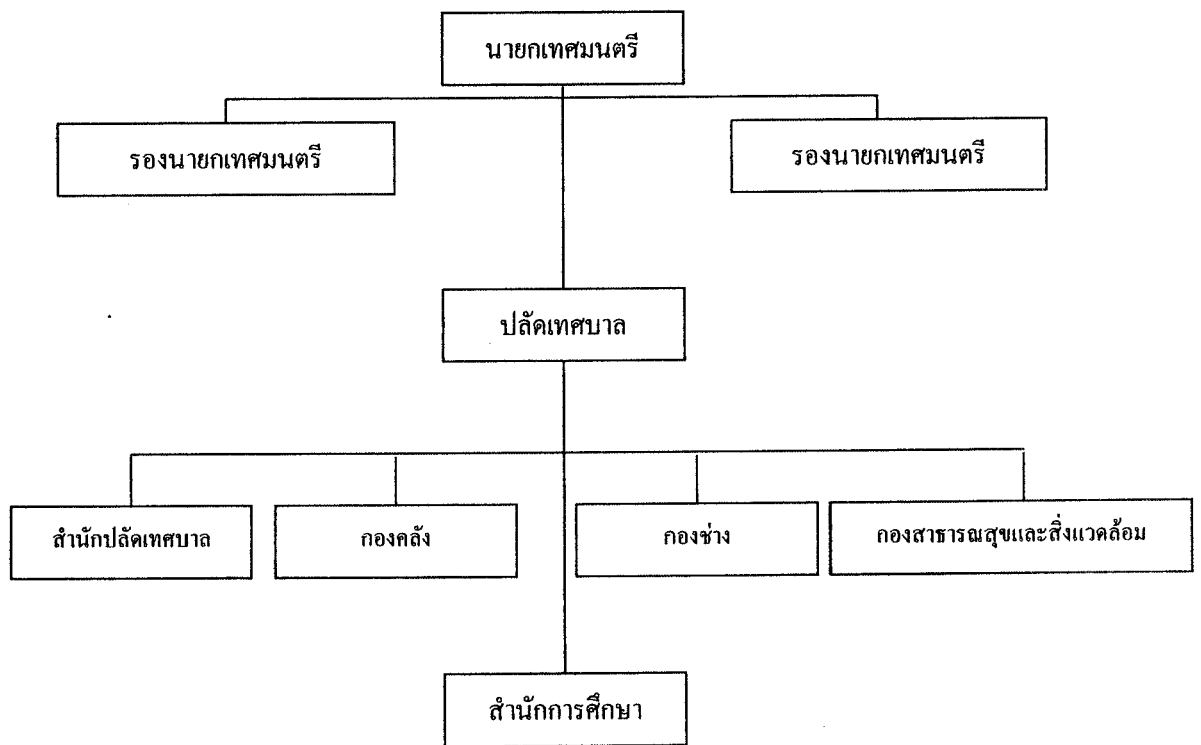 นายกเทศมนตรี
รองนายกเทศมนตรี
รองนายกเทศมนตรี
ปลัดเทศบาล
สำนักปลัดเทศบาล
กองคลัง
กองช่าง
กองสาธารณสุขและสิ่งแวดล้อม
สำนักการศึกษา